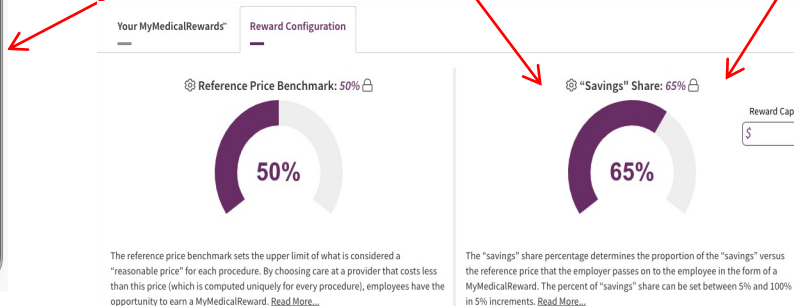 Your MyMedicalRewards™ Reward Configuration
Reference Price Benchmark: 50%
50%
The reference price benchmark sets the upper limit of what is considered a
"reasonable price" for each procedure. By choosing care at a provider that costs less
than this price (which is computed uniquely for every procedure), employees have the
opportunity to earn a MyMedicalReward. Read More...
"Savings" Share: 65%
65%
Reward Cap
$
The "savings" share percentage determines the proportion of the "savings" versus
the reference price that the employer passes on to the employee in the form of a
MyMedicalReward. The percent of "savings" share can be set between 5% and 100%
in 5% increments. Read More...